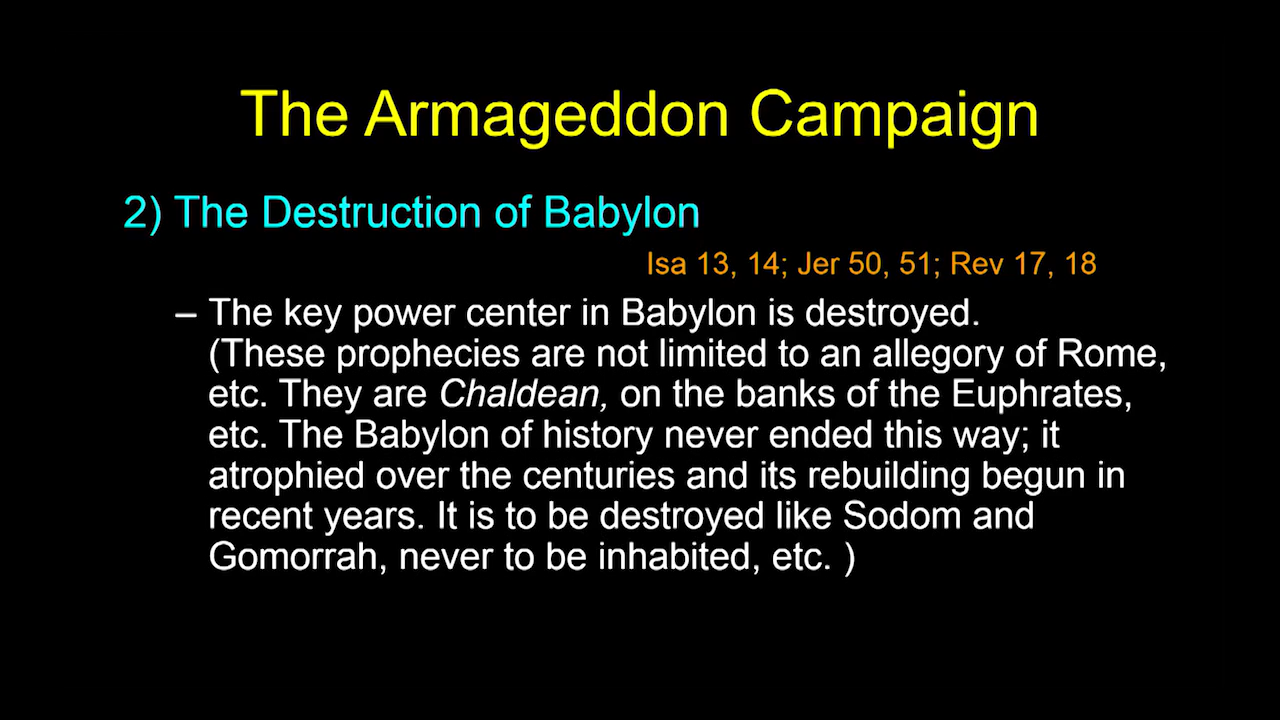 The Armageddon Campaign
2) The Destruction of Babylon
Isa 13, 14; Jer 50, 51; Rev 17, 18
– The key power center in Babylon is destroyed.
(These prophecies are not limited to an allegory of Rome,
etc. They are Chaldean, on the banks of the Euphrates,
etc. The Babylon of history never ended this way; it
atrophied over the centuries and its rebuilding begun in
recent years. It is to be destroyed like Sodom and
Gomorrah, never to be inhabited, etc. )